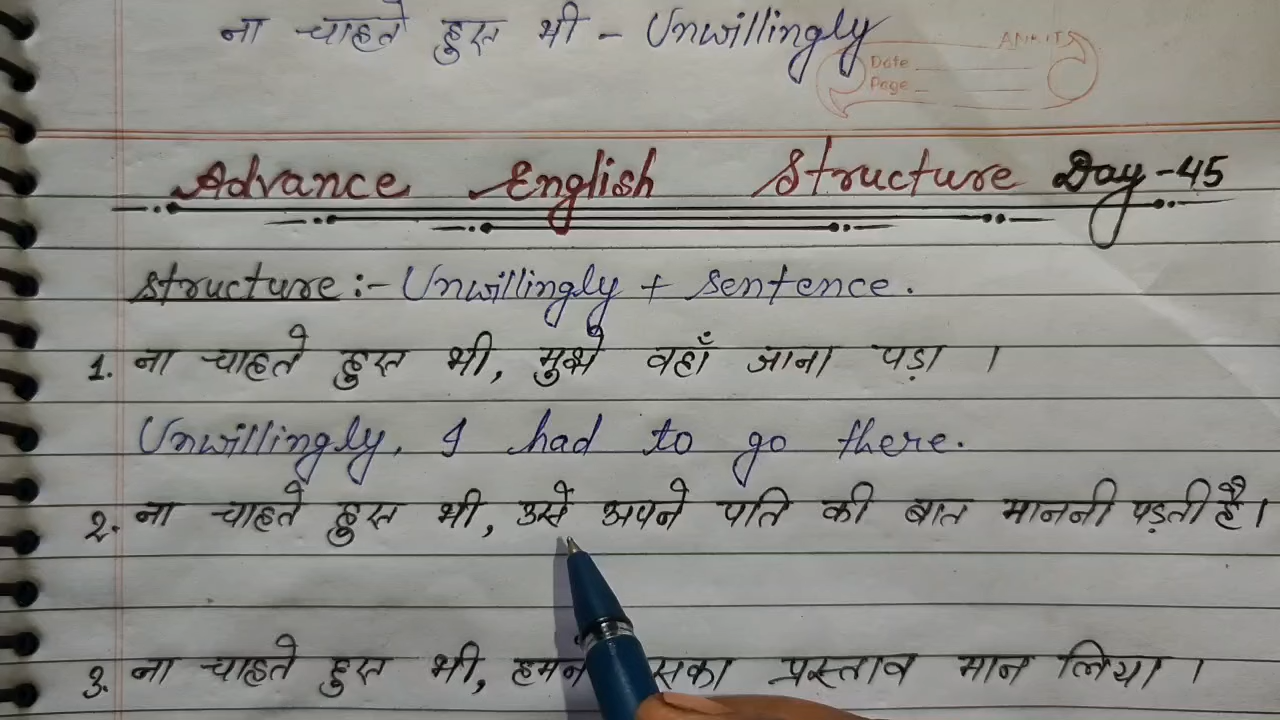 ना चाहते हुए भी - Unwillingly
ANKIT
Date
Page
Advance English Structure Day-45
Structure:- Unwillingly + Sentence.
1. ना चाहते हुए भी, मुझे वहाँ जाना पड़ा ।
Unwillingly, I had to go there.
2. ना चाहते हुए भी, उसे अपने पति की बात माननी पड़ती है।
3. ना चाहते हुए भी, हमने प्रस्ताव मान लिया ।